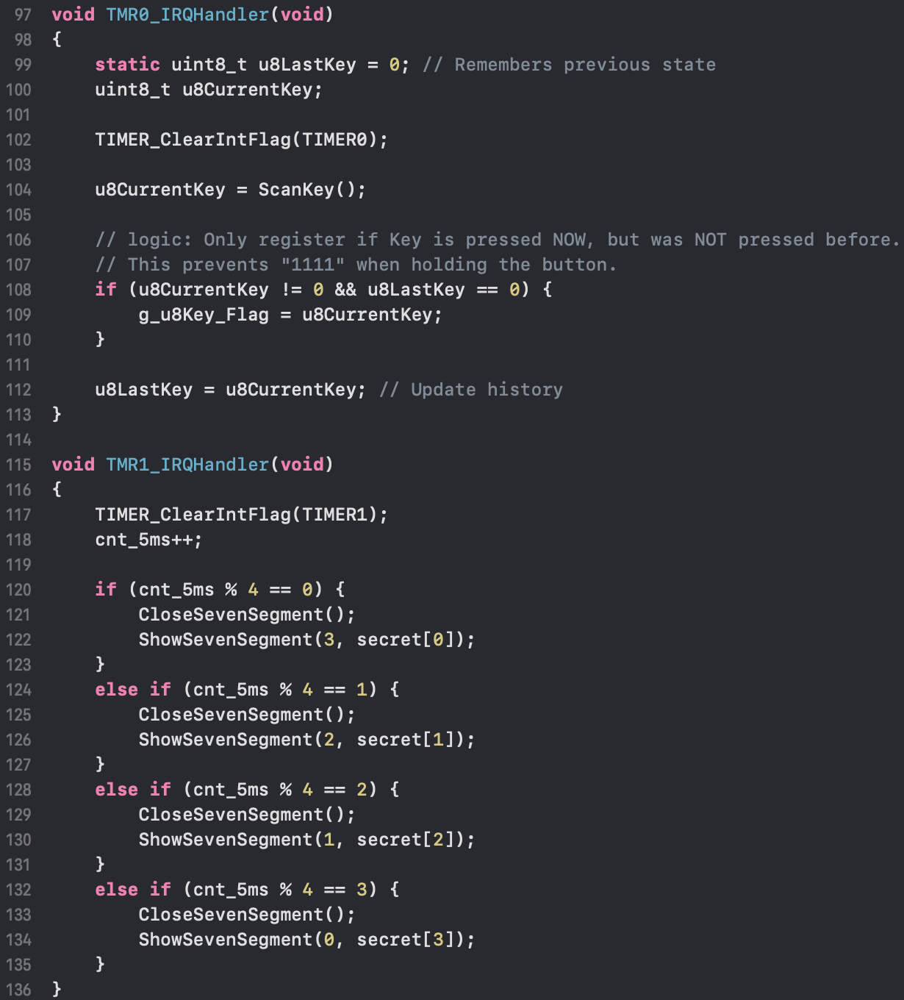 97 void TMR0_IRQHandler(void)
98 {
99     static uint8_t u8LastKey = 0; // Remembers previous state
100     uint8_t u8CurrentKey;
101
102     TIMER_ClearIntFlag(TIMER0);
103
104     u8CurrentKey = ScanKey();
105
106     // logic: Only register if Key is pressed NOW, but was NOT pressed before.
107     // This prevents "1111" when holding the button.
108     if (u8CurrentKey != 0 && u8LastKey == 0) {
109         g_u8Key_Flag = u8CurrentKey;
110     }
111
112     u8LastKey = u8CurrentKey; // Update history
113 }
114
115 void TMR1_IRQHandler(void)
116 {
117     TIMER_ClearIntFlag(TIMER1);
118     cnt_5ms++;
119
120     if (cnt_5ms % 4 == 0) {
121         CloseSevenSegment();
122         ShowSevenSegment(3, secret[0]);
123     }
124     else if (cnt_5ms % 4 == 1) {
125         CloseSevenSegment();
126         ShowSevenSegment(2, secret[1]);
127     }
128     else if (cnt_5ms % 4 == 2) {
129         CloseSevenSegment();
130         ShowSevenSegment(1, secret[2]);
131     }
132     else if (cnt_5ms % 4 == 3) {
133         CloseSevenSegment();
134         ShowSevenSegment(0, secret[3]);
135     }
136 }